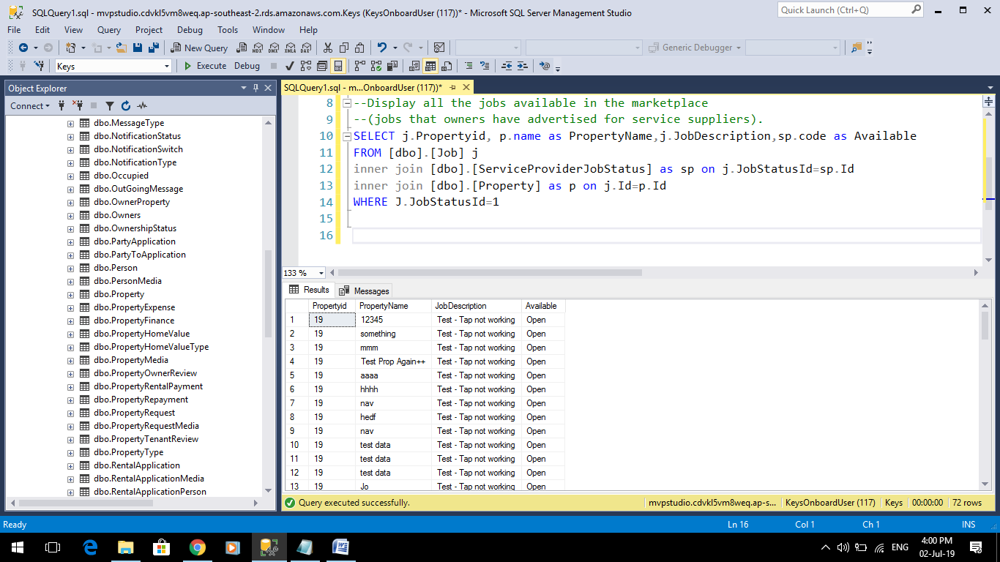 SQLQuery1.sql - mvpstudio.cdvkl5vm8weq.ap-southeast-2.rds.amazonaws.com.Keys (KeysOnboardUser (117))* - Microsoft SQL Server Management Studio
Quick Launch (Ctrl+Q)
File Edit View Query Project Debug Tools Window Help
New Query MDX DMX XMLA DAX Generic Debugger
Keys Execute Debug
Object Explorer
SQLQuery1.sql - m...OnboardUser (117))*
Connect
dbo.MessageType
dbo.NotificationStatus
dbo.NotificationSwitch
dbo.NotificationType
dbo.Occupied
dbo.OutGoingMessage
dbo.OwnerProperty
dbo.Owners
dbo.OwnershipStatus
dbo.PartyApplication
dbo.PartyToApplication
dbo.Person
dbo.PersonMedia
dbo.Property
dbo.PropertyExpense
dbo.PropertyFinance
dbo.PropertyHomeValue
dbo.PropertyHomeValueType
dbo.PropertyMedia
dbo.PropertyOwnerReview
dbo.PropertyRentalPayment
dbo.PropertyRepayment
dbo.PropertyRequest
dbo.PropertyRequestMedia
dbo.PropertyTenantReview
dbo.PropertyType
dbo.RentalApplication
dbo.RentalApplicationMedia
dbo.RentalApplicationPerson
8 --Display all the jobs available in the marketplace
9 --(jobs that owners have advertised for service suppliers).
10 SELECT j.Propertyid, p.name as PropertyName,j.JobDescription,sp.code as Available
11 FROM [dbo].[Job] j
12 inner join [dbo].[ServiceProviderJobStatus] as sp on j.JobStatusId=sp.Id
13 inner join [dbo].[Property] as p on j.Id=p.Id
14 WHERE J.JobStatusId=1
15
16
133 %
Results Messages
Propertyid PropertyName JobDescription Available
1 19 12345 Test - Tap not working Open
2 19 something Test - Tap not working Open
3 19 mmm Test - Tap not working Open
4 19 Test Prop Again++ Test - Tap not working Open
5 19 aaaa Test - Tap not working Open
6 19 hhhh Test - Tap not working Open
7 19 nav Test - Tap not working Open
8 19 hedf Test - Tap not working Open
9 19 nav Test - Tap not working Open
10 19 test data Test - Tap not working Open
11 19 test data Test - Tap not working Open
12 19 test data Test - Tap not working Open
13 19 Jo Test - Tap not working Open
Query executed successfully. mvpstudio.cdvkl5vm8weq.ap-s... KeysOnboardUser (117) Keys 00:00:00 72 rows
Ready Ln 16 Col 1 Ch 1 INS
ENG 4:00 PM
02-Jul-19